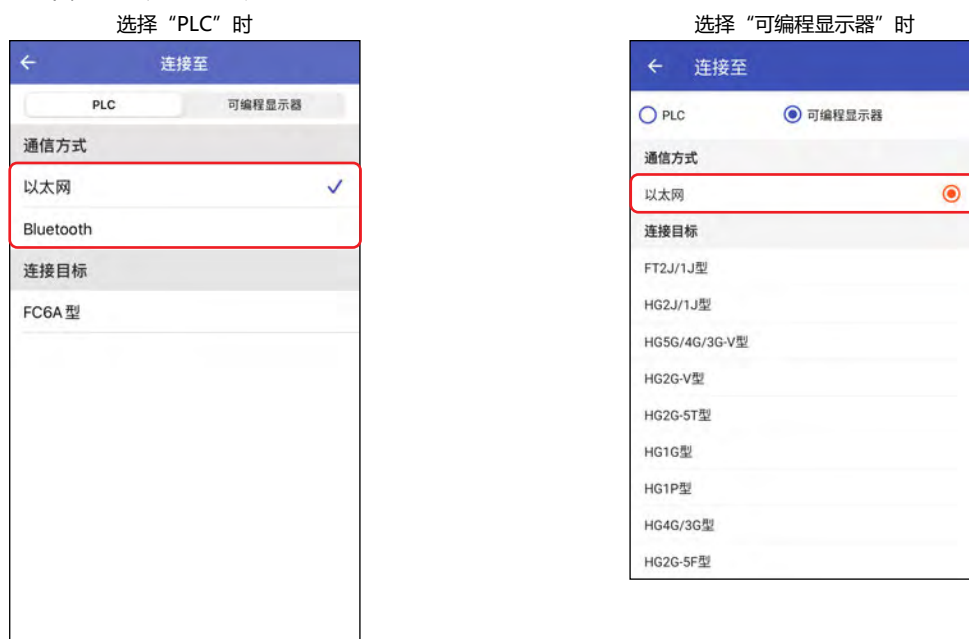 选择“PLC”时
连接至
PLC 可编程显示器
通信方式
以太网
Bluetooth
连接目标
FC6A型
选择“可编程显示器”时
连接至
PLC 可编程显示器
通信方式
以太网
连接目标
FT2J/1J型
HG2J/1J型
HG5G/4G/3G-V型
HG2G-V型
HG2G-5T型
HG1G型
HG1P型
HG4G/3G型
HG2G-5F型